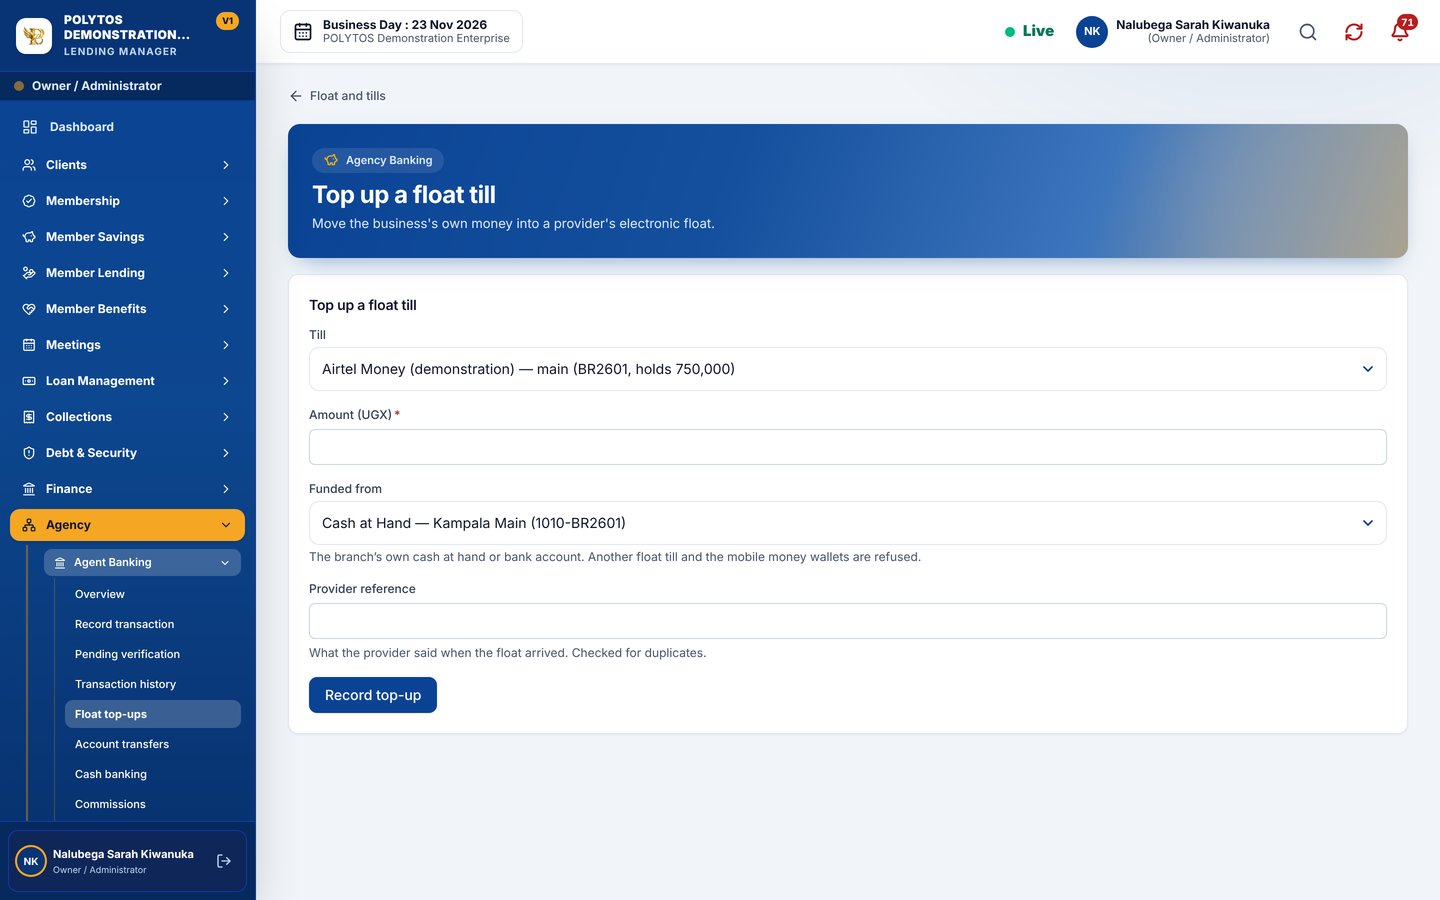 POLYTOS
DEMONSTRATION...
LENDING MANAGER
V1
Owner / Administrator
Dashboard
Clients
Membership
Member Savings
Member Lending
Member Benefits
Meetings
Loan Management
Collections
Debt & Security
Finance
Agency
Agent Banking
Overview
Record transaction
Pending verification
Transaction history
Float top-ups
Account transfers
Cash banking
Commissions
NK
Nalubega Sarah Kiwanuka
Owner / Administrator
Business Day : 23 Nov 2026
POLYTOS Demonstration Enterprise
Live
NK
Nalubega Sarah Kiwanuka
(Owner / Administrator)
71
Float and tills
Agency Banking
Top up a float till
Move the business's own money into a provider's electronic float.
Top up a float till
Till
Airtel Money (demonstration) — main (BR2601, holds 750,000)
Amount (UGX) *
Funded from
Cash at Hand — Kampala Main (1010-BR2601)
The branch’s own cash at hand or bank account. Another float till and the mobile money wallets are refused.
Provider reference
What the provider said when the float arrived. Checked for duplicates.
Record top-up